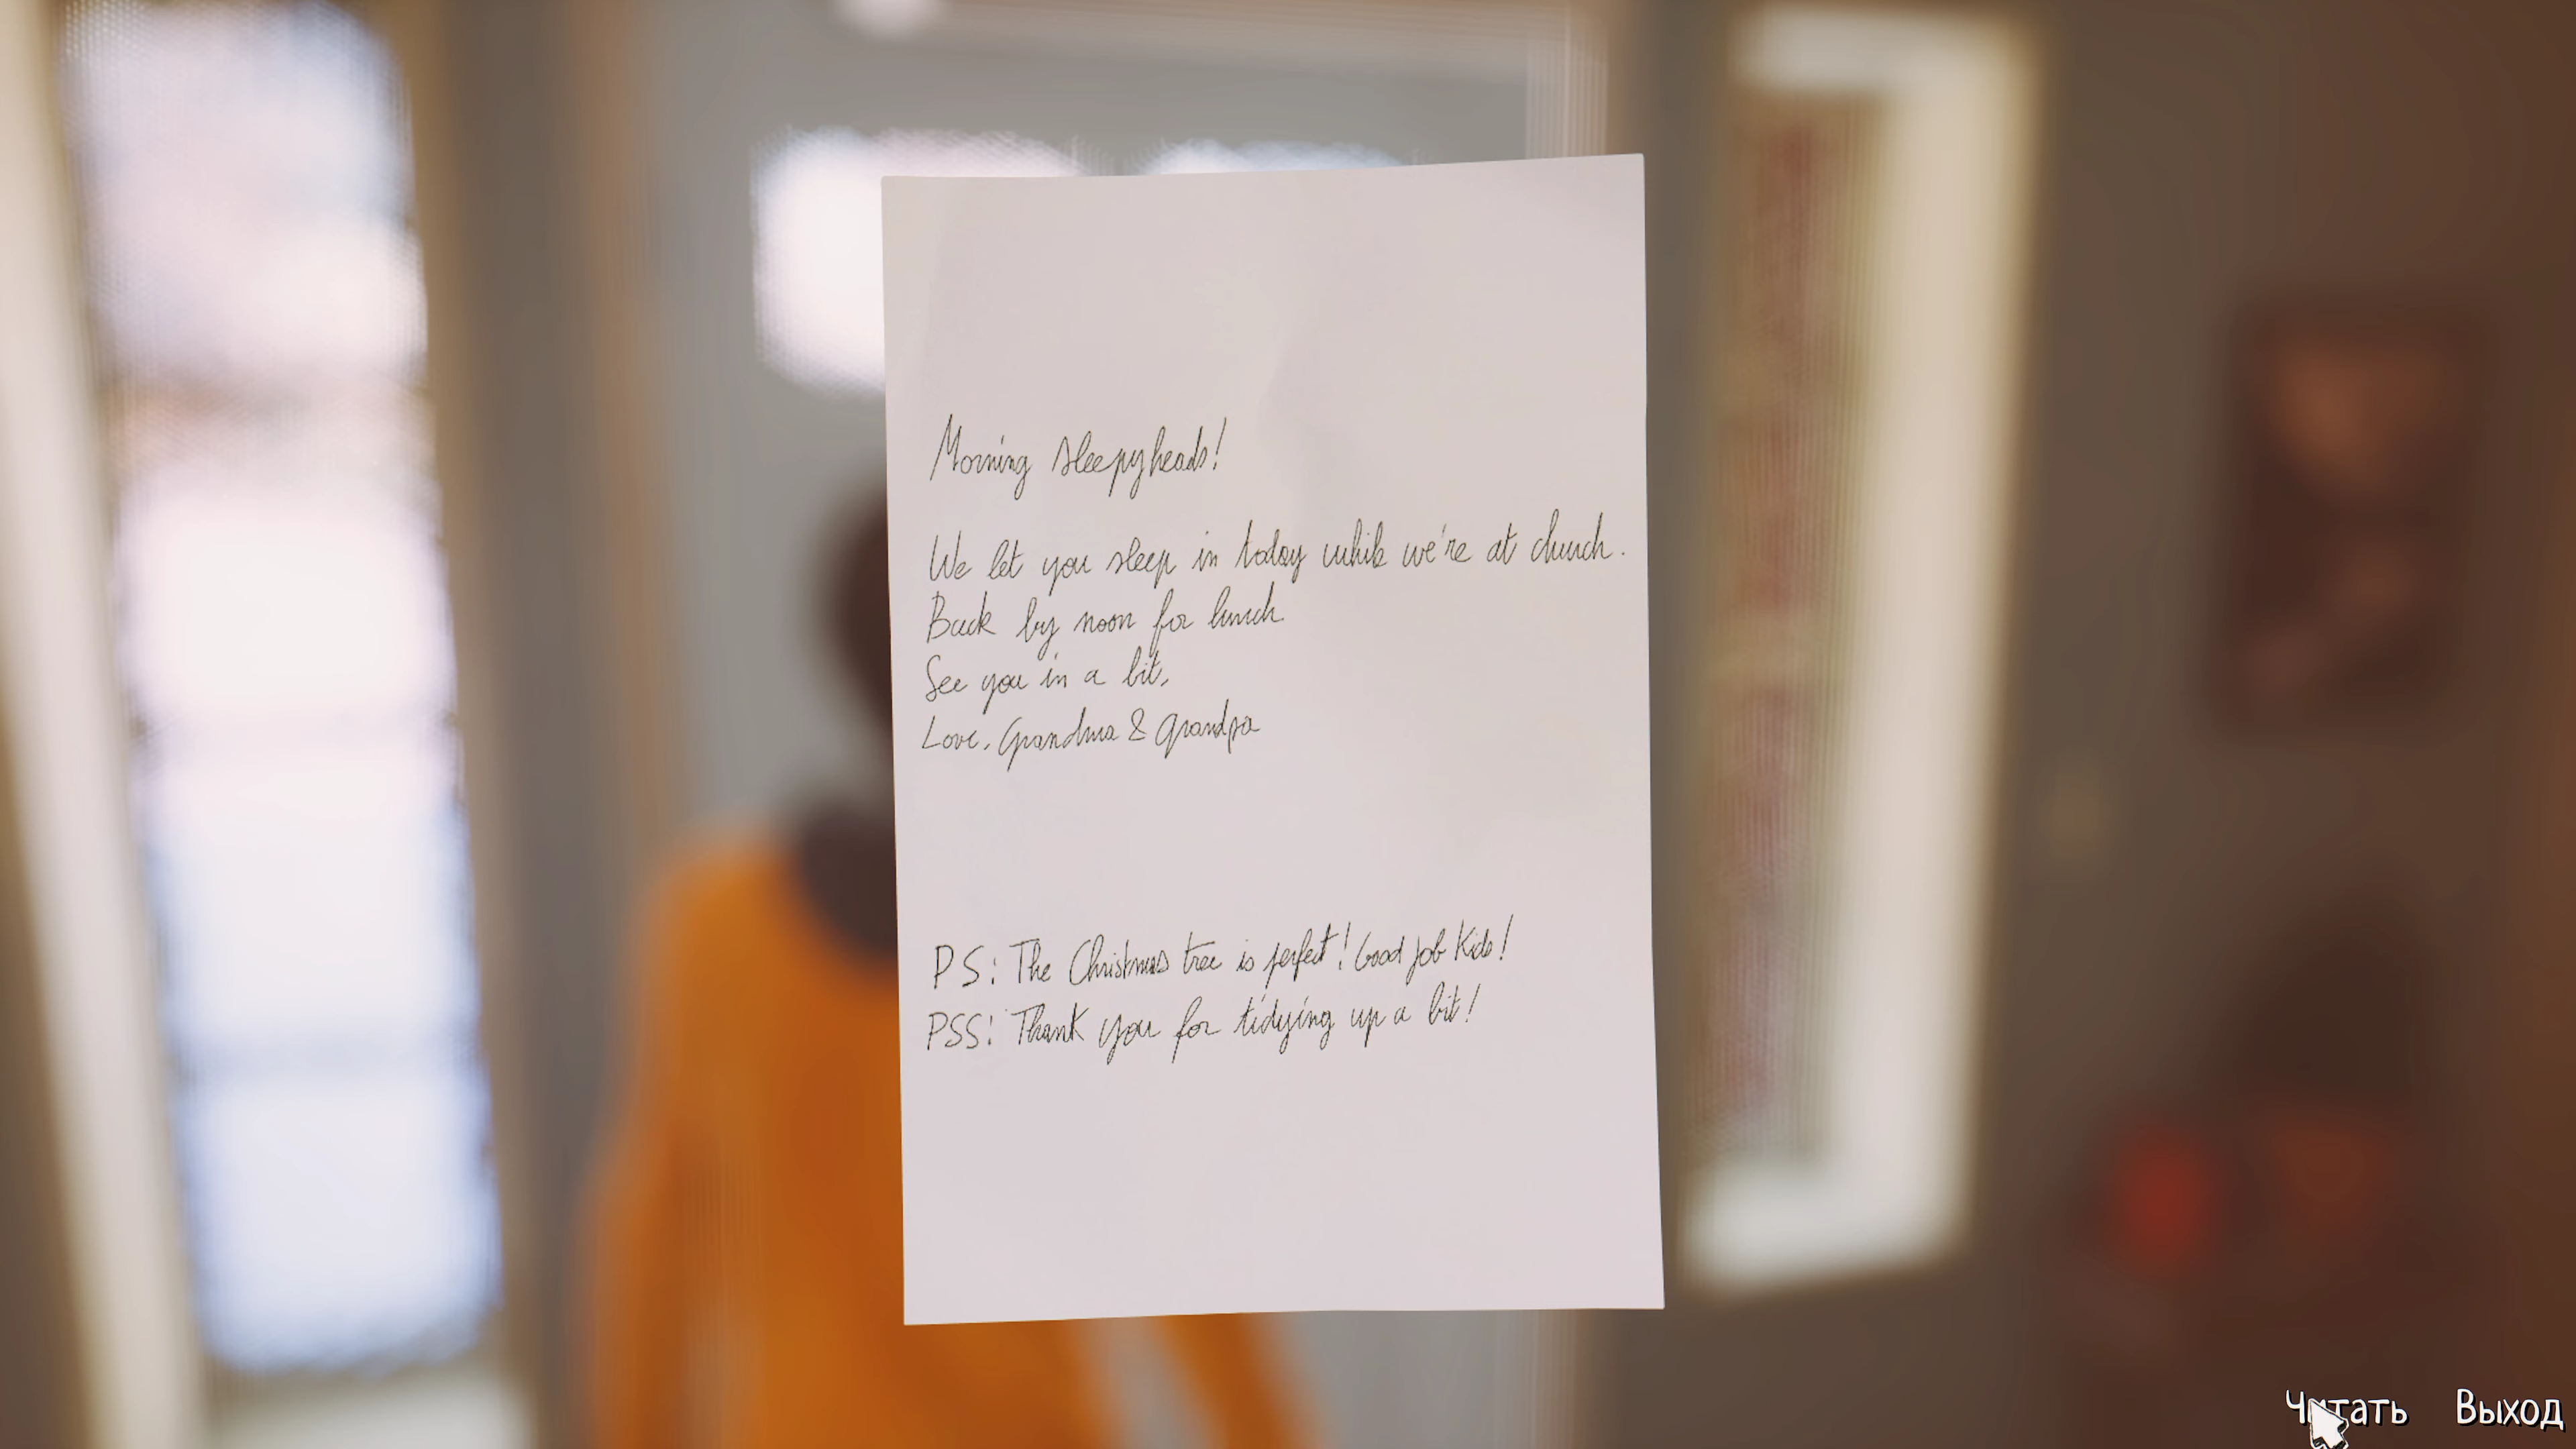 Morning sleepyheads!
We let you sleep in today while we're at church.
Back by noon for lunch.
See you in a bit,
Love, Grandma & Grandpa
PS: The Christmas tree is perfect! Good job Kids!
PSS: Thank you for tidying up a bit!
Читать Выход